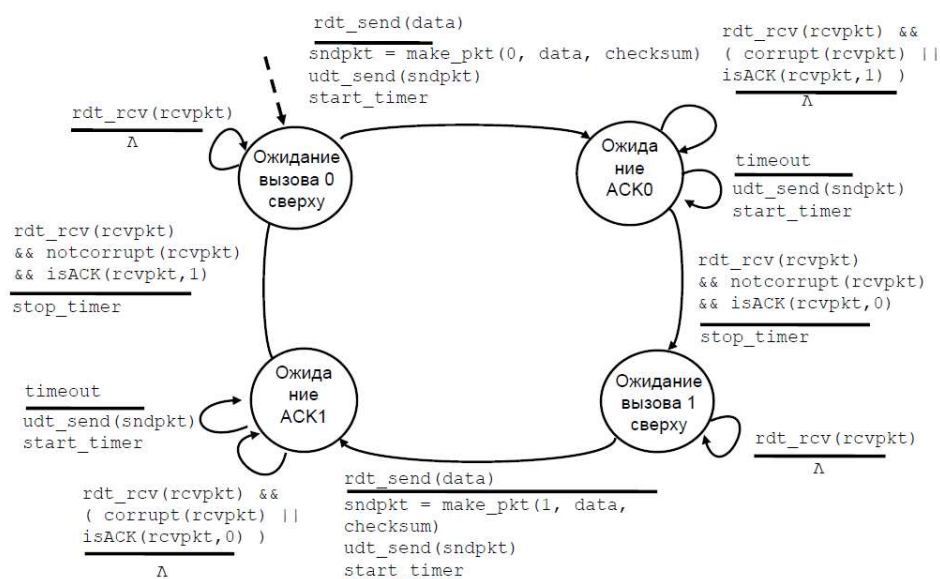 rdt_send(data)
sndpkt = make_pkt(0, data, checksum)
udt_send(sndpkt)
start_timer
rdt_rcv(rcvpkt) &&
( corrupt(rcvpkt) ||
isACK(rcvpkt,1) )
Λ
rdt_rcv(rcvpkt)
Λ
Ожидание
вызова 0
сверху
Ожида
ние
ACK0
timeout
udt_send(sndpkt)
start_timer
rdt_rcv(rcvpkt)
&& notcorrupt(rcvpkt)
&& isACK(rcvpkt,1)
stop_timer
rdt_rcv(rcvpkt)
&& notcorrupt(rcvpkt)
&& isACK(rcvpkt,0)
stop_timer
timeout
udt_send(sndpkt)
start_timer
Ожида
ние
ACK1
Ожидание
вызова 1
сверху
rdt_rcv(rcvpkt)
Λ
rdt_rcv(rcvpkt) &&
( corrupt(rcvpkt) ||
isACK(rcvpkt,0) )
Λ
rdt_send(data)
sndpkt = make_pkt(1, data,
checksum)
udt_send(sndpkt)
start timer